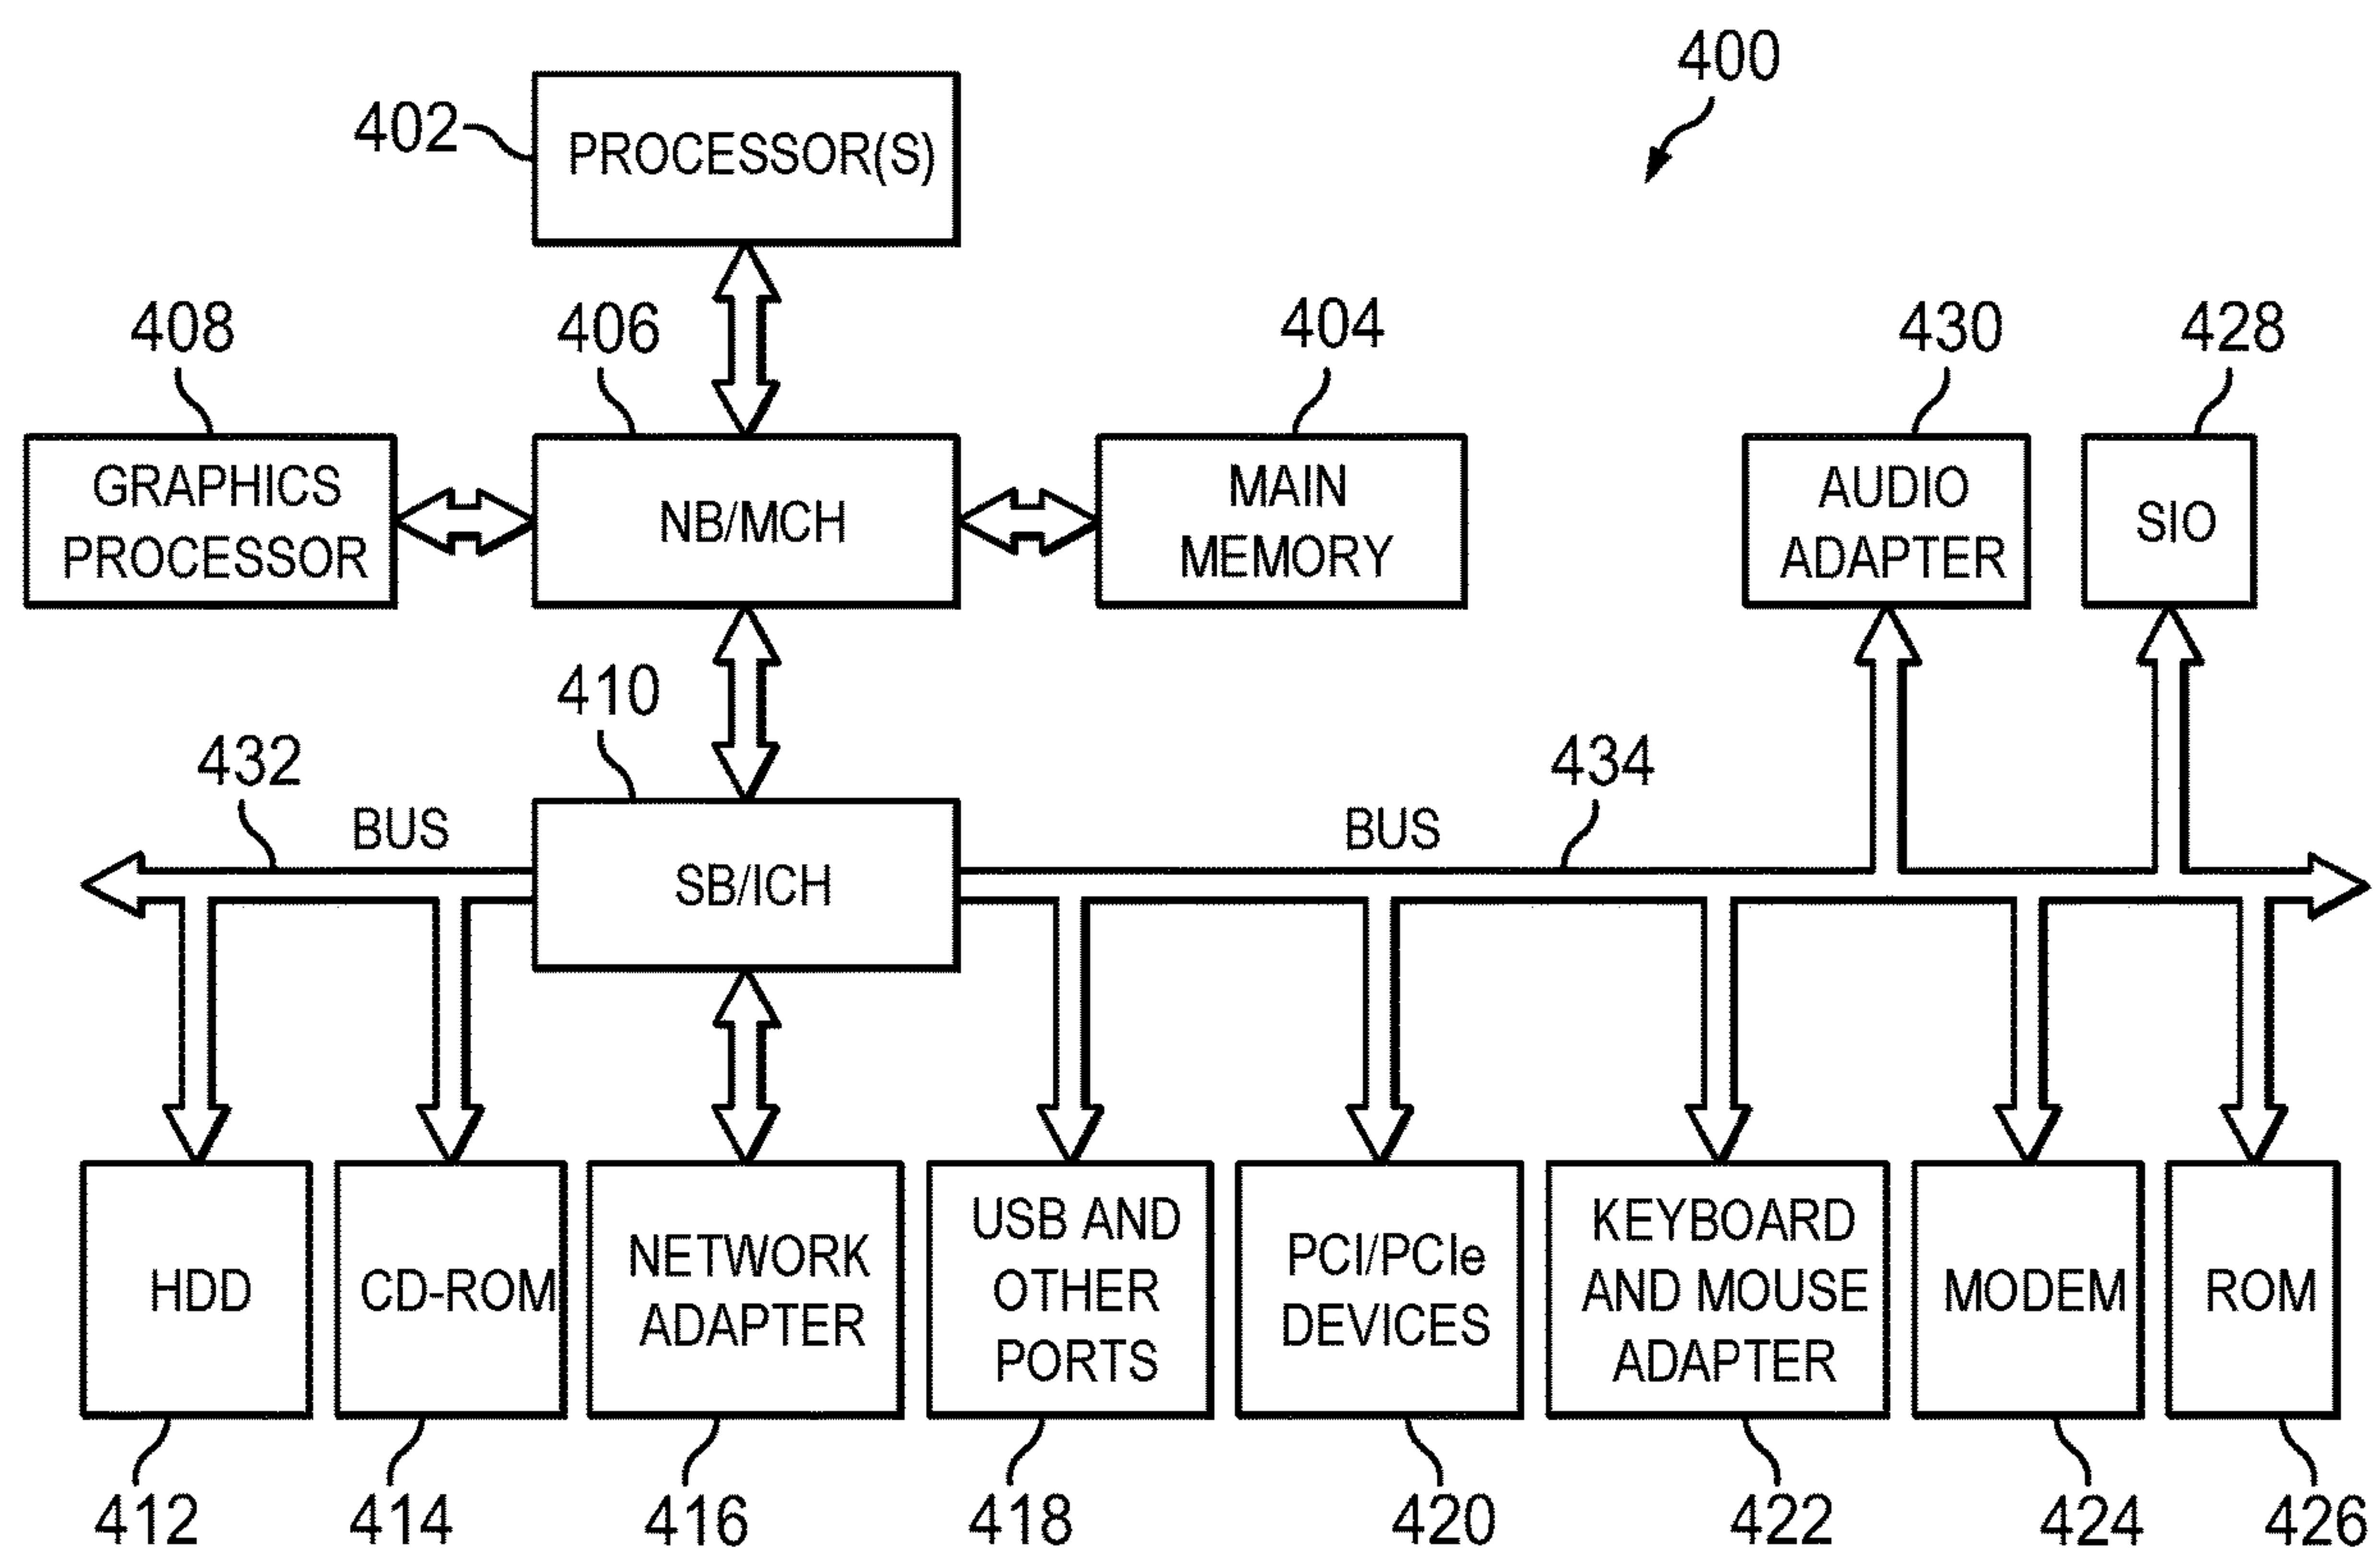 400
402
PROCESSOR(S)
408
406
404
430
428
GRAPHICS
PROCESSOR
NB/MCH
MAIN
MEMORY
AUDIO
ADAPTER
SIO
410
432
BUS
434
BUS
SB/ICH
HDD
CD-ROM
NETWORK
ADAPTER
USB AND
OTHER
PORTS
PCI/PCIe
DEVICES
KEYBOARD
AND MOUSE
ADAPTER
MODEM
ROM
412
414
416
418
420
422
424
426